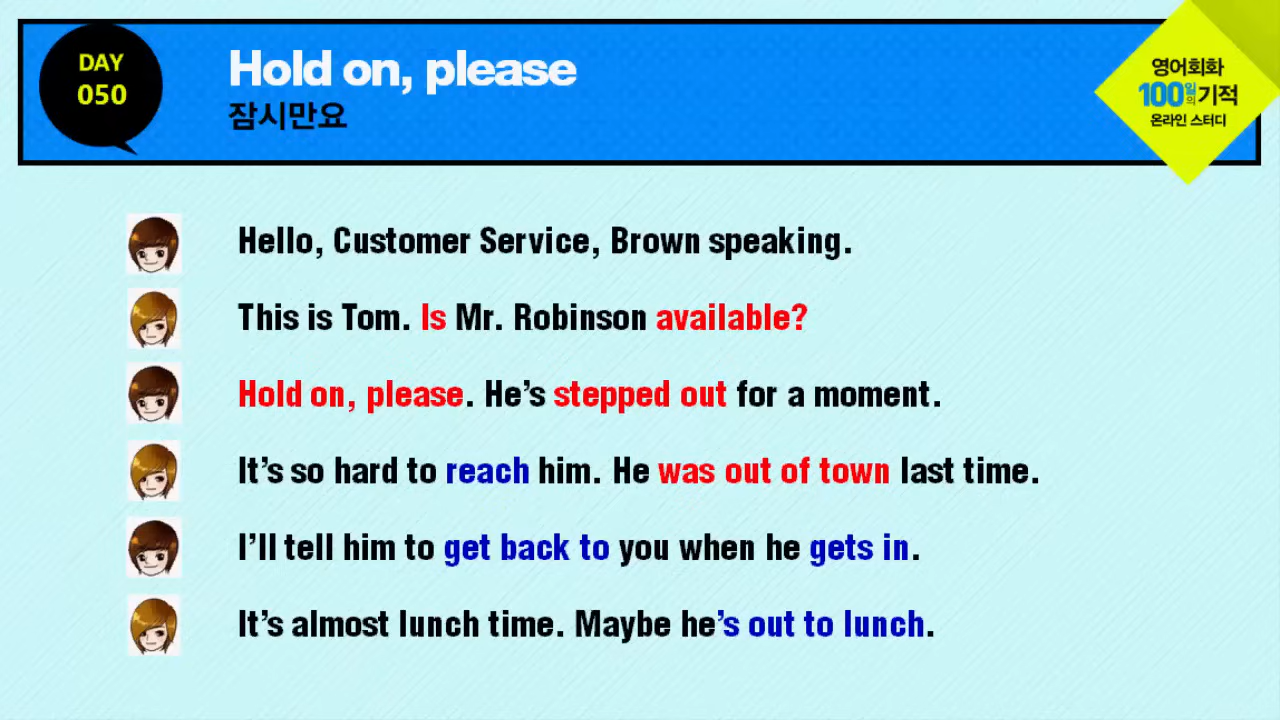 DAY
050
Hold on, please
잠시만요
영어회화
100일의 기적
온라인 스터디
Hello, Customer Service, Brown speaking.
This is Tom. Is Mr. Robinson available?
Hold on, please. He’s stepped out for a moment.
It’s so hard to reach him. He was out of town last time.
I’ll tell him to get back to you when he gets in.
It’s almost lunch time. Maybe he’s out to lunch.